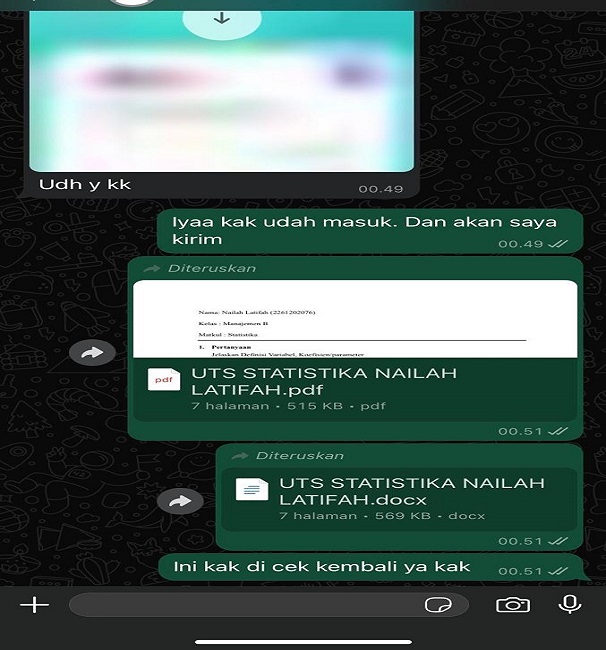 Udh y kk
00.49
Iyaa kak udah masuk. Dan akan saya
kirim
00.49
Diteruskan
Nama: Nailah Latifah (2261202076)
Kelas : Manajemen B
Matkul : Statistika
1. Pertanyaan
Jelaskan Definisi Variabel, Koefisien/parameter
pdf
UTS STATISTIKA NAILAH
LATIFAH.pdf
7 halaman • 515 KB • pdf
00.51
Diteruskan
UTS STATISTIKA NAILAH
LATIFAH.docx
7 halaman • 569 KB • docx
00.51
Ini kak di cek kembali ya kak
00.51